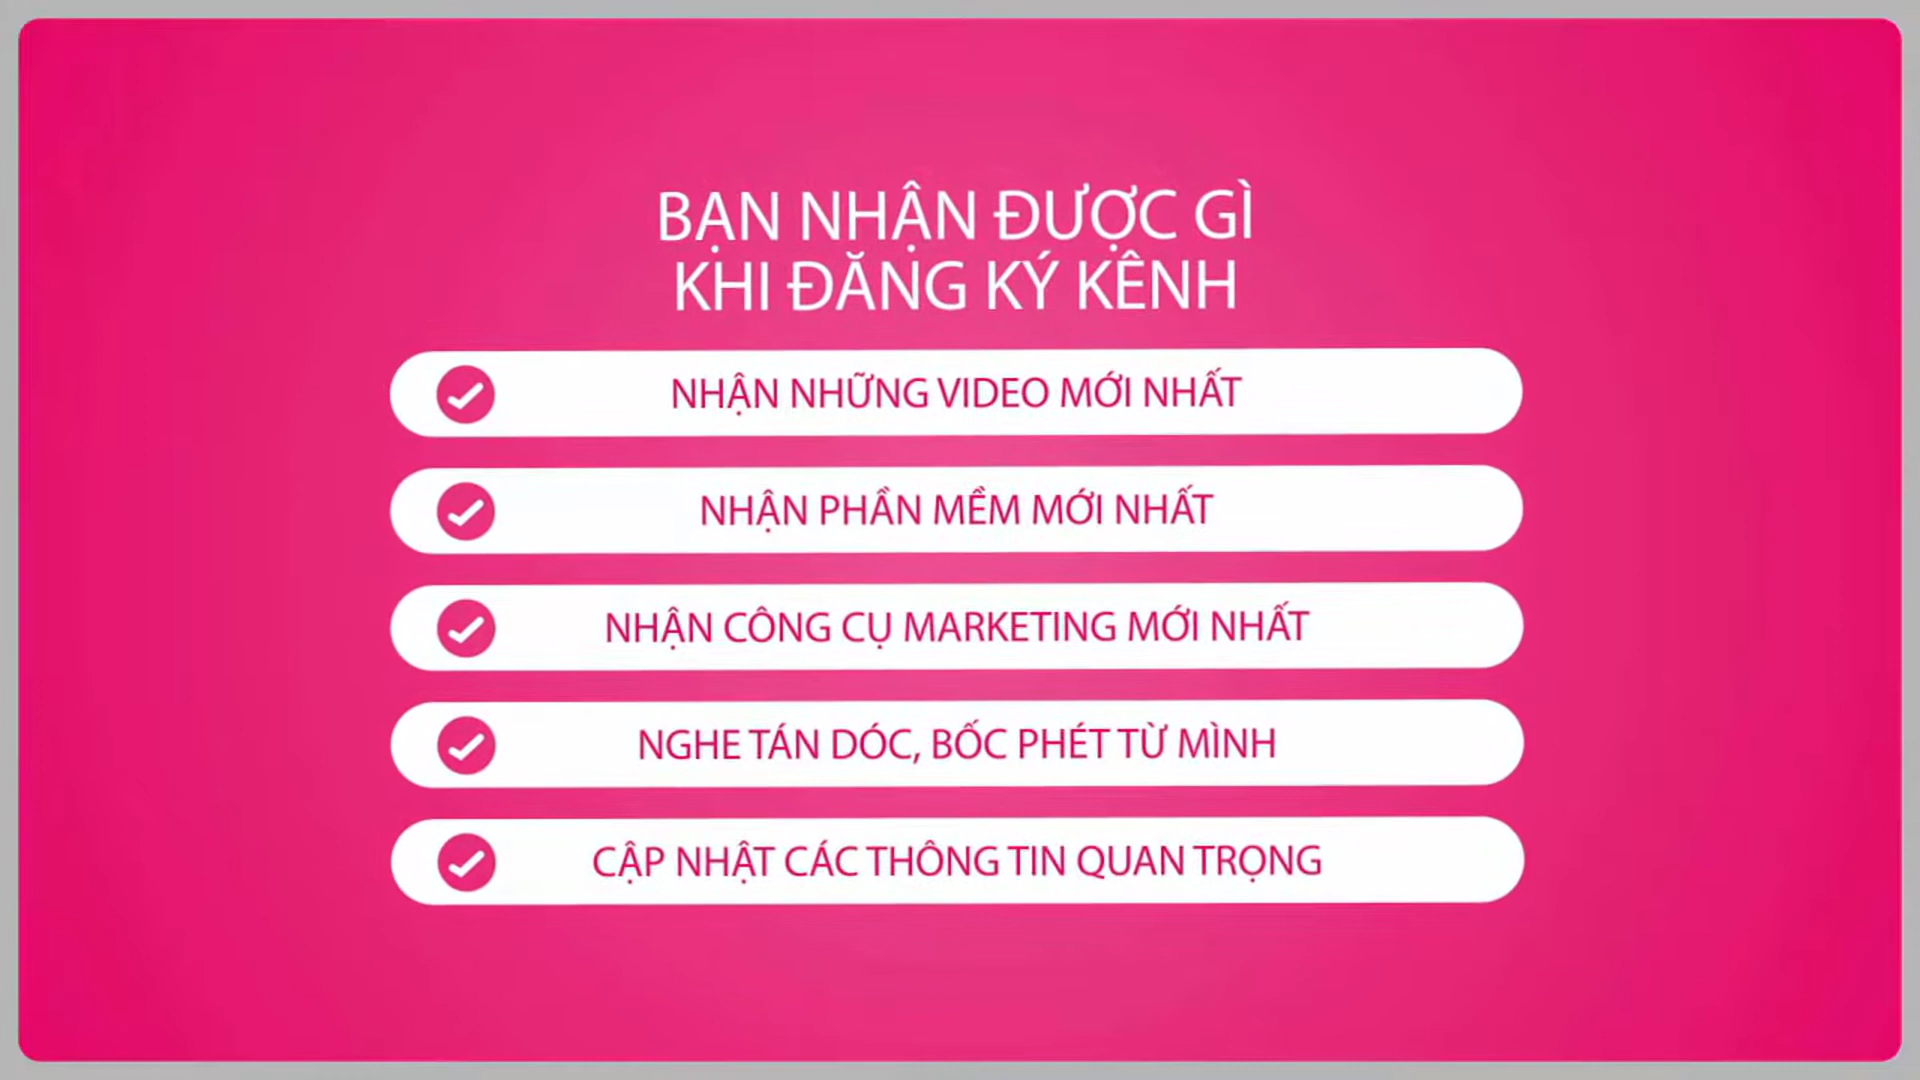 BẠN NHẬN ĐƯỢC GÌ
KHI ĐĂNG KÝ KÊNH
NHẬN NHỮNG VIDEO MỚI NHẤT
NHẬN PHẦN MỀM MỚI NHẤT
NHẬN CÔNG CỤ MARKETING MỚI NHẤT
NGHE TÁN DÓC, BỐC PHÉT TỪ MÌNH
CẬP NHẬT CÁC THÔNG TIN QUAN TRỌNG